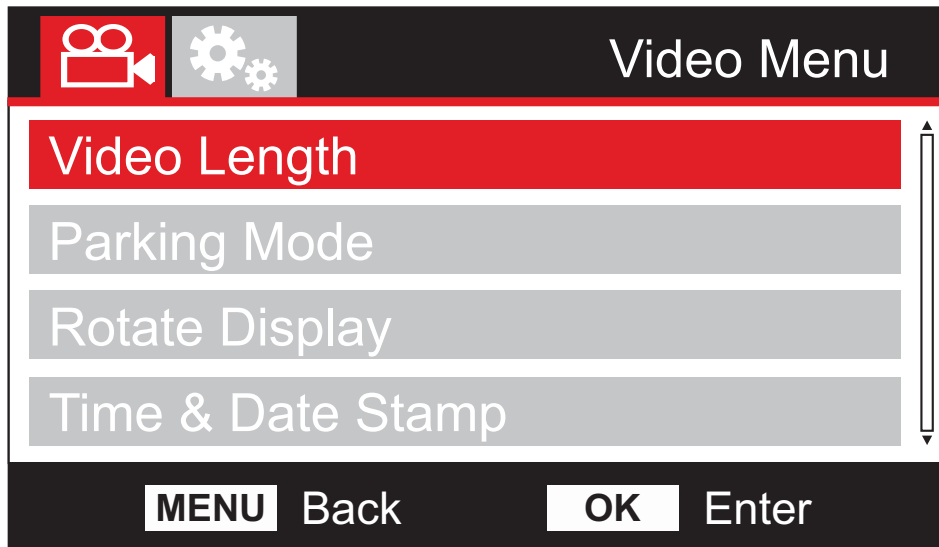 Video Menu
Video Length
Parking Mode
Rotate Display
Time & Date Stamp
MENU Back OK Enter